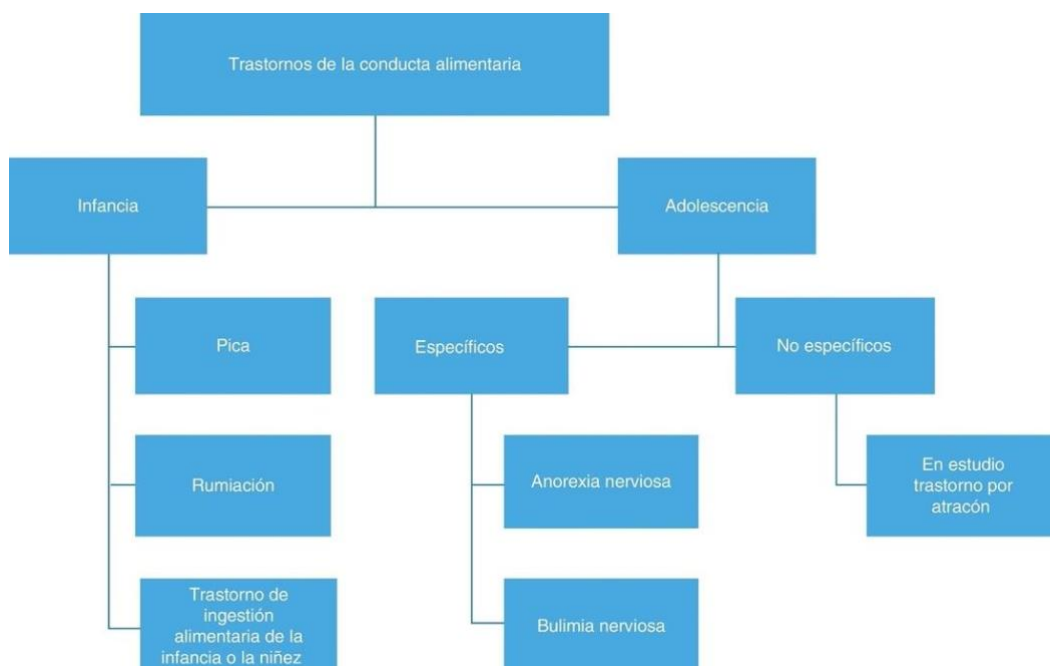 Trastornos de la conducta alimentaria
Infancia
Adolescencia
Pica
Específicos
No específicos
Rumiación
Anorexia nerviosa
En estudio
trastorno por
atracón
Trastorno de
ingestión
alimentaria de la
infancia o la niñez
Bulimia nerviosa